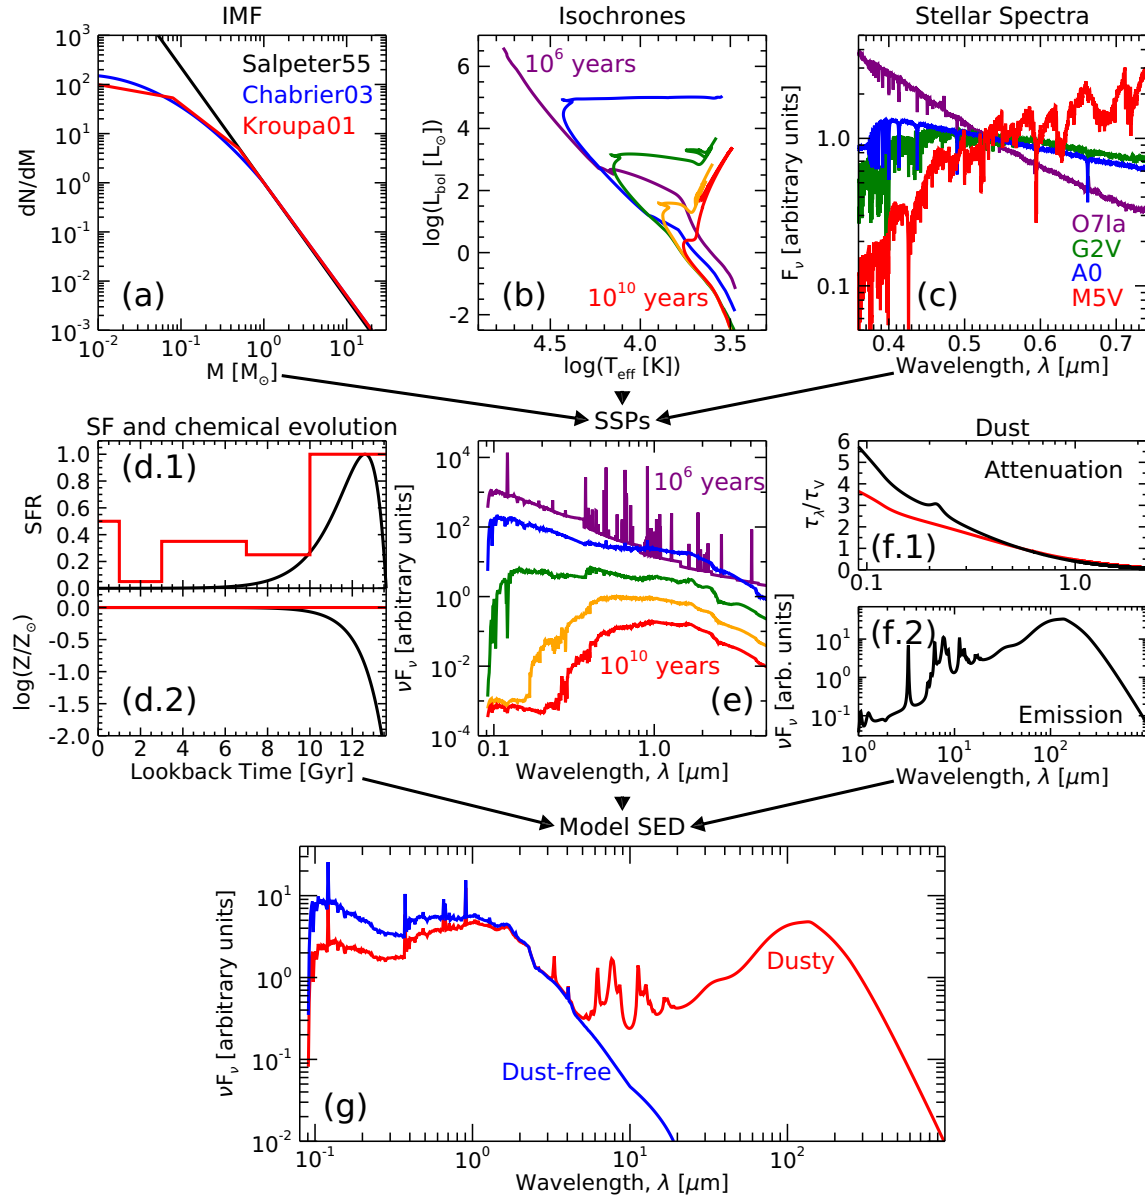 IMF
Isochrones
Stellar Spectra
10³
10²
10¹
10⁰
10⁻¹
10⁻²
10⁻³
dN/dM
Salpeter55
Chabrier03
Kroupa01
(a)
10⁻² 10⁻¹ 10⁰ 10¹
M [M☉]
6
4
2
0
-2
log(L_bol [L☉])
10⁶ years
10¹⁰ years
(b)
4.5 4.0 3.5
log(T_eff [K])
1.0
0.1
F_ν [arbitrary units]
O7Ia
G2V
A0
M5V
(c)
0.4 0.5 0.6 0.7
Wavelength, λ [μm]
SSPs
SF and chemical evolution
Dust
1.0
0.8
0.6
0.4
0.2
0.0
SFR
(d.1)
0.0
-0.5
-1.0
-1.5
-2.0
log(Z/Z☉)
(d.2)
0 2 4 6 8 10 12
Lookback Time [Gyr]
10⁴
10²
10⁰
10⁻²
10⁻⁴
νF_ν [arbitrary units]
10⁶ years
10¹⁰ years
(e)
0.1 1.0
Wavelength, λ [μm]
6
5
4
3
2
1
0
τ_λ/τ_V
Attenuation
(f.1)
0.1 1.0
10¹
10⁰
10⁻¹
νF_ν [arb. units]
(f.2)
Emission
10⁰ 10¹ 10²
Wavelength, λ [μm]
Model SED
10¹
10⁰
10⁻¹
10⁻²
νF_ν [arbitrary units]
Dusty
Dust-free
(g)
10⁻¹ 10⁰ 10¹ 10²
Wavelength, λ [μm]